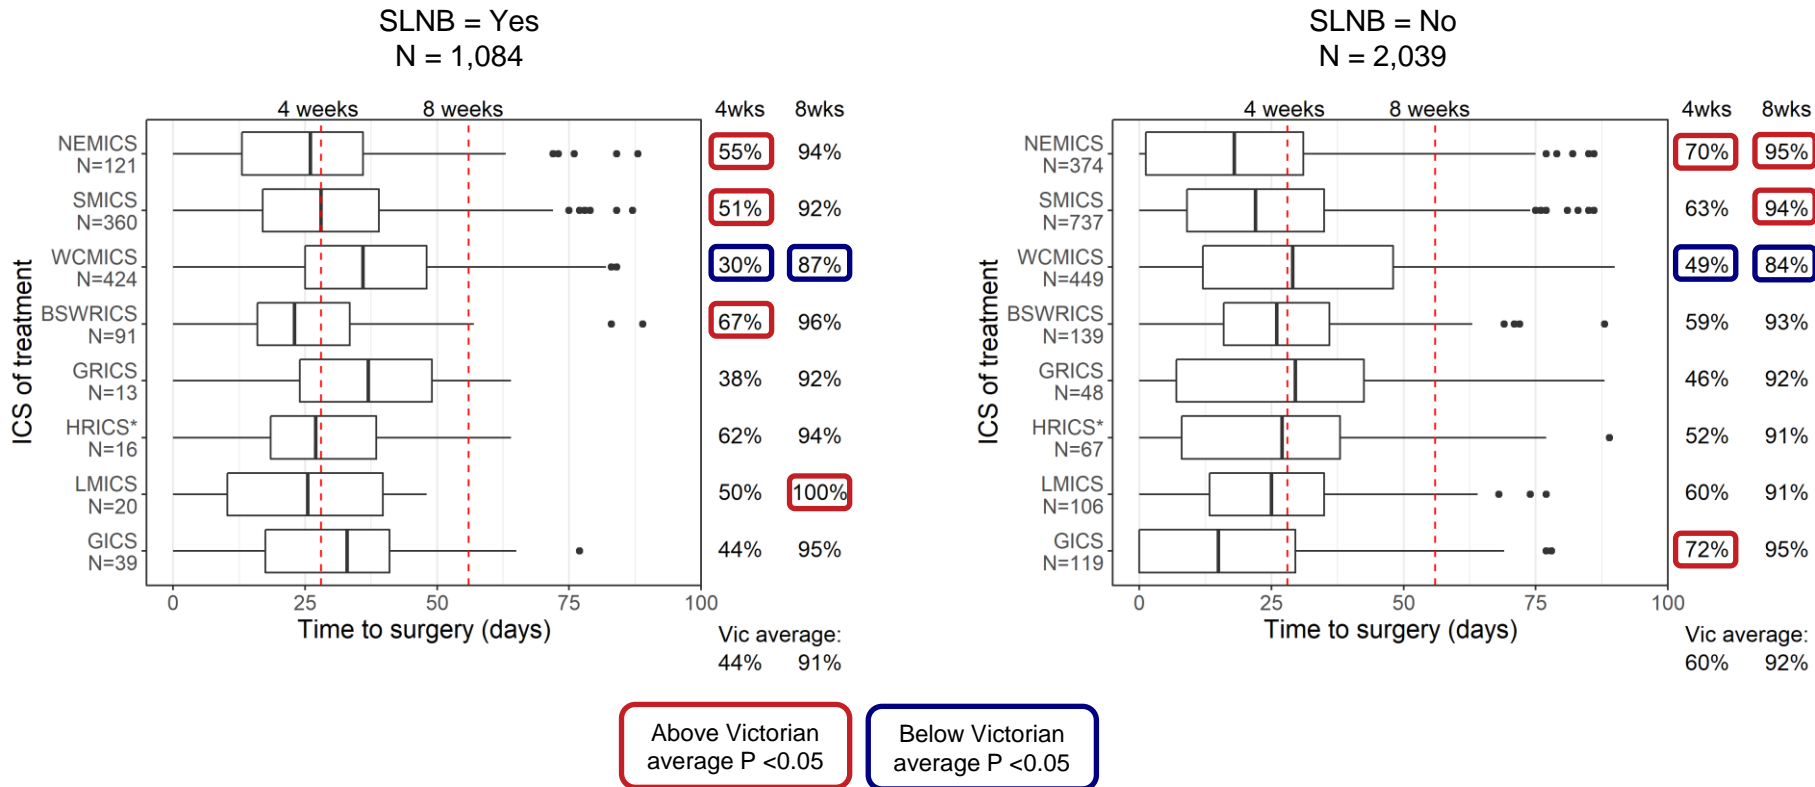 SLNB = Yes
N = 1,084
4 weeks 8 weeks 4wks 8wks
ICS of treatment
NEMICS
N=121
55% 94%
SMICS
N=360
51% 92%
WCMICS
N=424
30% 87%
BSWRICS
N=91
67% 96%
GRICS
N=13
38% 92%
HRICS*
N=16
62% 94%
LMICS
N=20
50% 100%
GICS
N=39
44% 95%
0 25 50 75 100
Time to surgery (days)
Vic average:
44% 91%
SLNB = No
N = 2,039
4 weeks 8 weeks 4wks 8wks
ICS of treatment
NEMICS
N=374
70% 95%
SMICS
N=737
63% 94%
WCMICS
N=449
49% 84%
BSWRICS
N=139
59% 93%
GRICS
N=48
46% 92%
HRICS*
N=67
52% 91%
LMICS
N=106
60% 91%
GICS
N=119
72% 95%
0 25 50 75 100
Time to surgery (days)
Vic average:
60% 92%
Above Victorian
average P <0.05
Below Victorian
average P <0.05